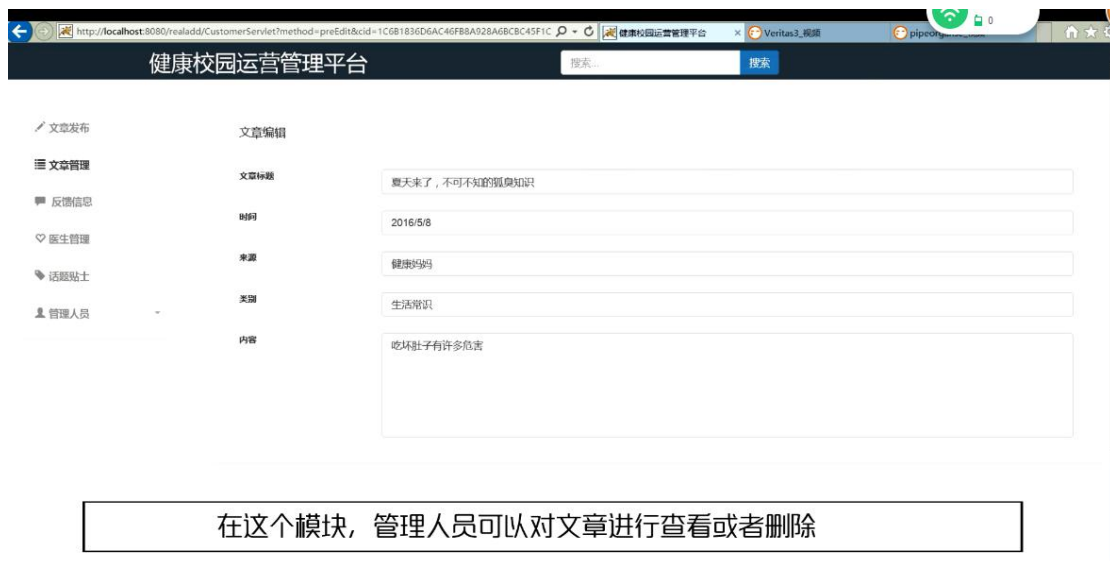 http://localhost:8080/realadd/CustomerServlet?method=preEdit&cid=1C6B1836D6AC46FB8A928A6BCBC45F1C
健康校园运营管理平台
Veritas3_视频
0
健康校园运营管理平台
搜索...
搜索
文章发布
文章管理
反馈信息
医生管理
话题贴士
管理人员
文章编辑
文章标题
夏天来了，不可不知的狐臭知识
时间
2016/5/8
来源
健康妈妈
类别
生活常识
内容
吃坏肚子有许多危害
在这个模块，管理人员可以对文章进行查看或者删除